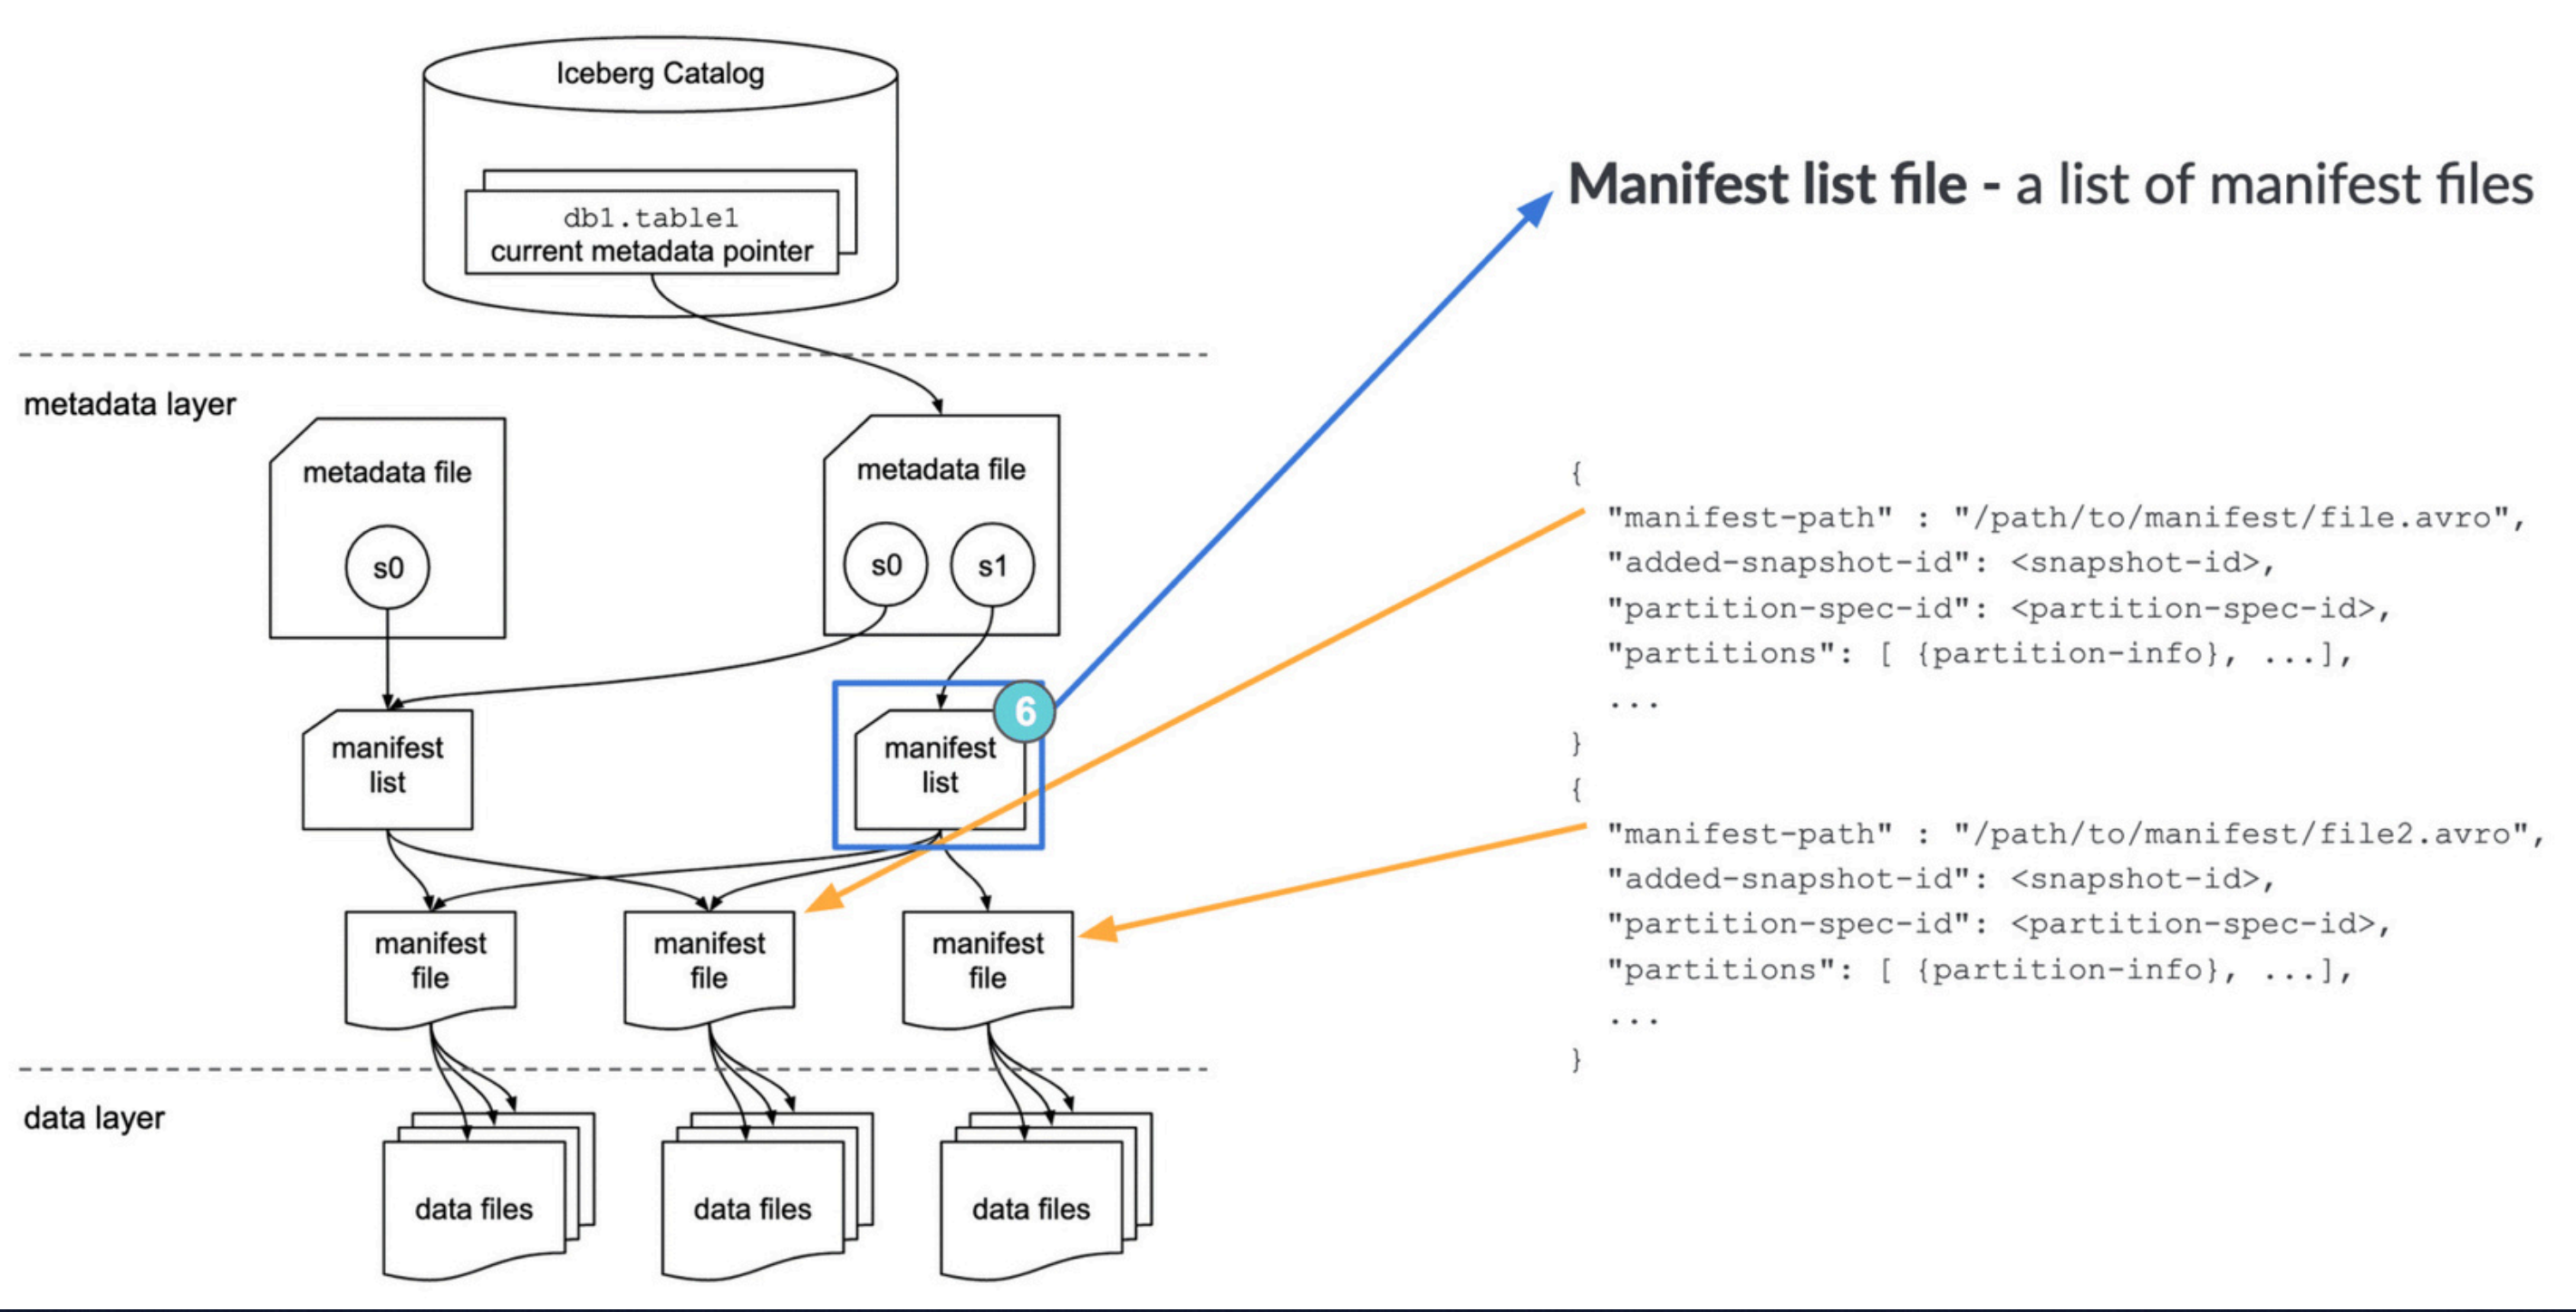 Iceberg Catalog
db1.table1
current metadata pointer
metadata layer
metadata file
s0
metadata file
s0
s1
manifest
list
manifest
list
6
manifest
file
manifest
file
manifest
file
data layer
data files
data files
data files
Manifest list file - a list of manifest files
{
"manifest-path" : "/path/to/manifest/file.avro",
"added-snapshot-id": <snapshot-id>,
"partition-spec-id": <partition-spec-id>,
"partitions": [ {partition-info}, ...],
...
}
{
"manifest-path" : "/path/to/manifest/file2.avro",
"added-snapshot-id": <snapshot-id>,
"partition-spec-id": <partition-spec-id>,
"partitions": [ {partition-info}, ...],
...
}